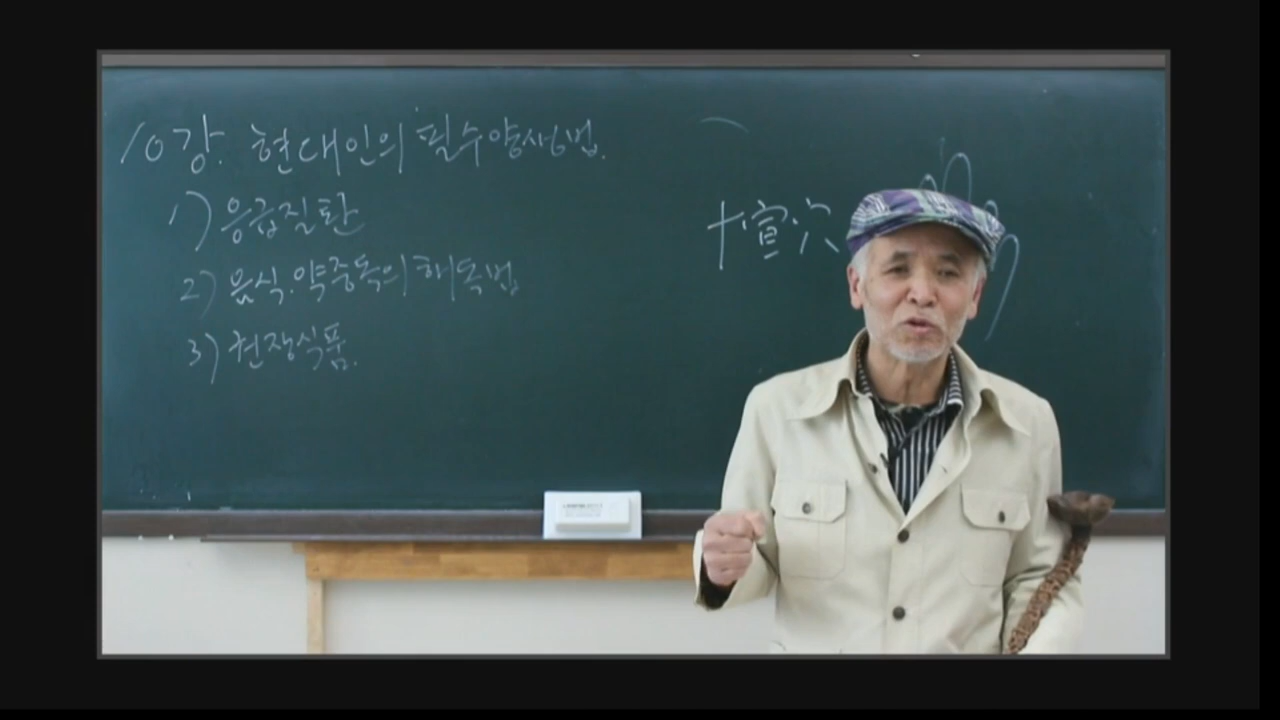 10강. 현대인의 필수양생법.
1) 응급질환
2) 음식.약중독의 해독법
3) 권장식품.
十宣穴